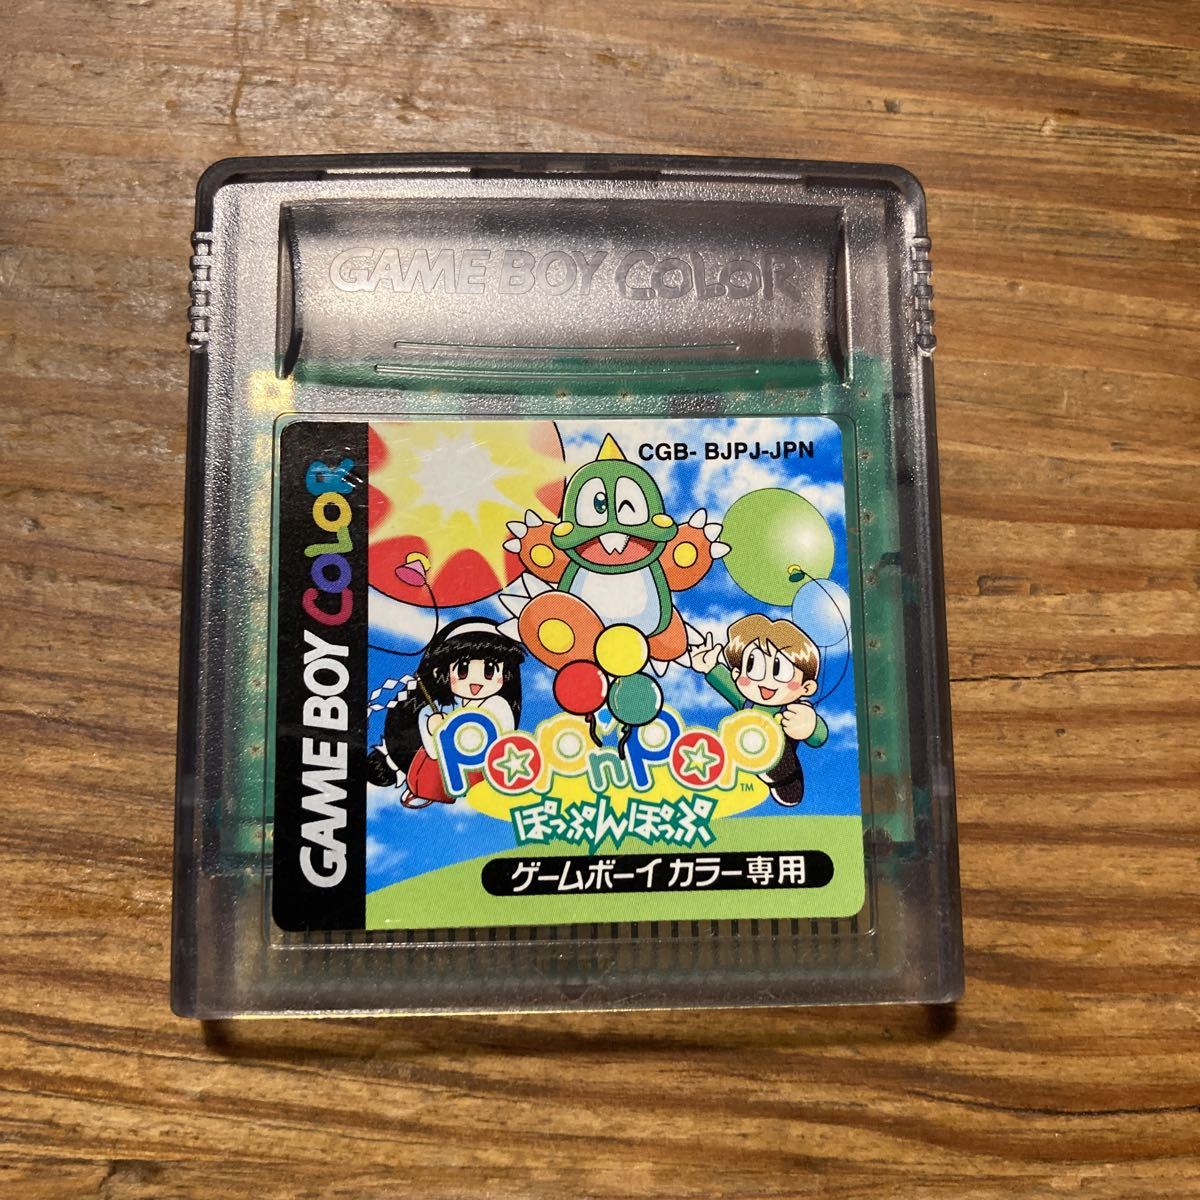 GAME BOY COLOR
CGB- BJPJ-JPN
GAME BOY COLOR
Pop'n Pop™
ぽっぷんぽっぷ
ゲームボーイカラー専用